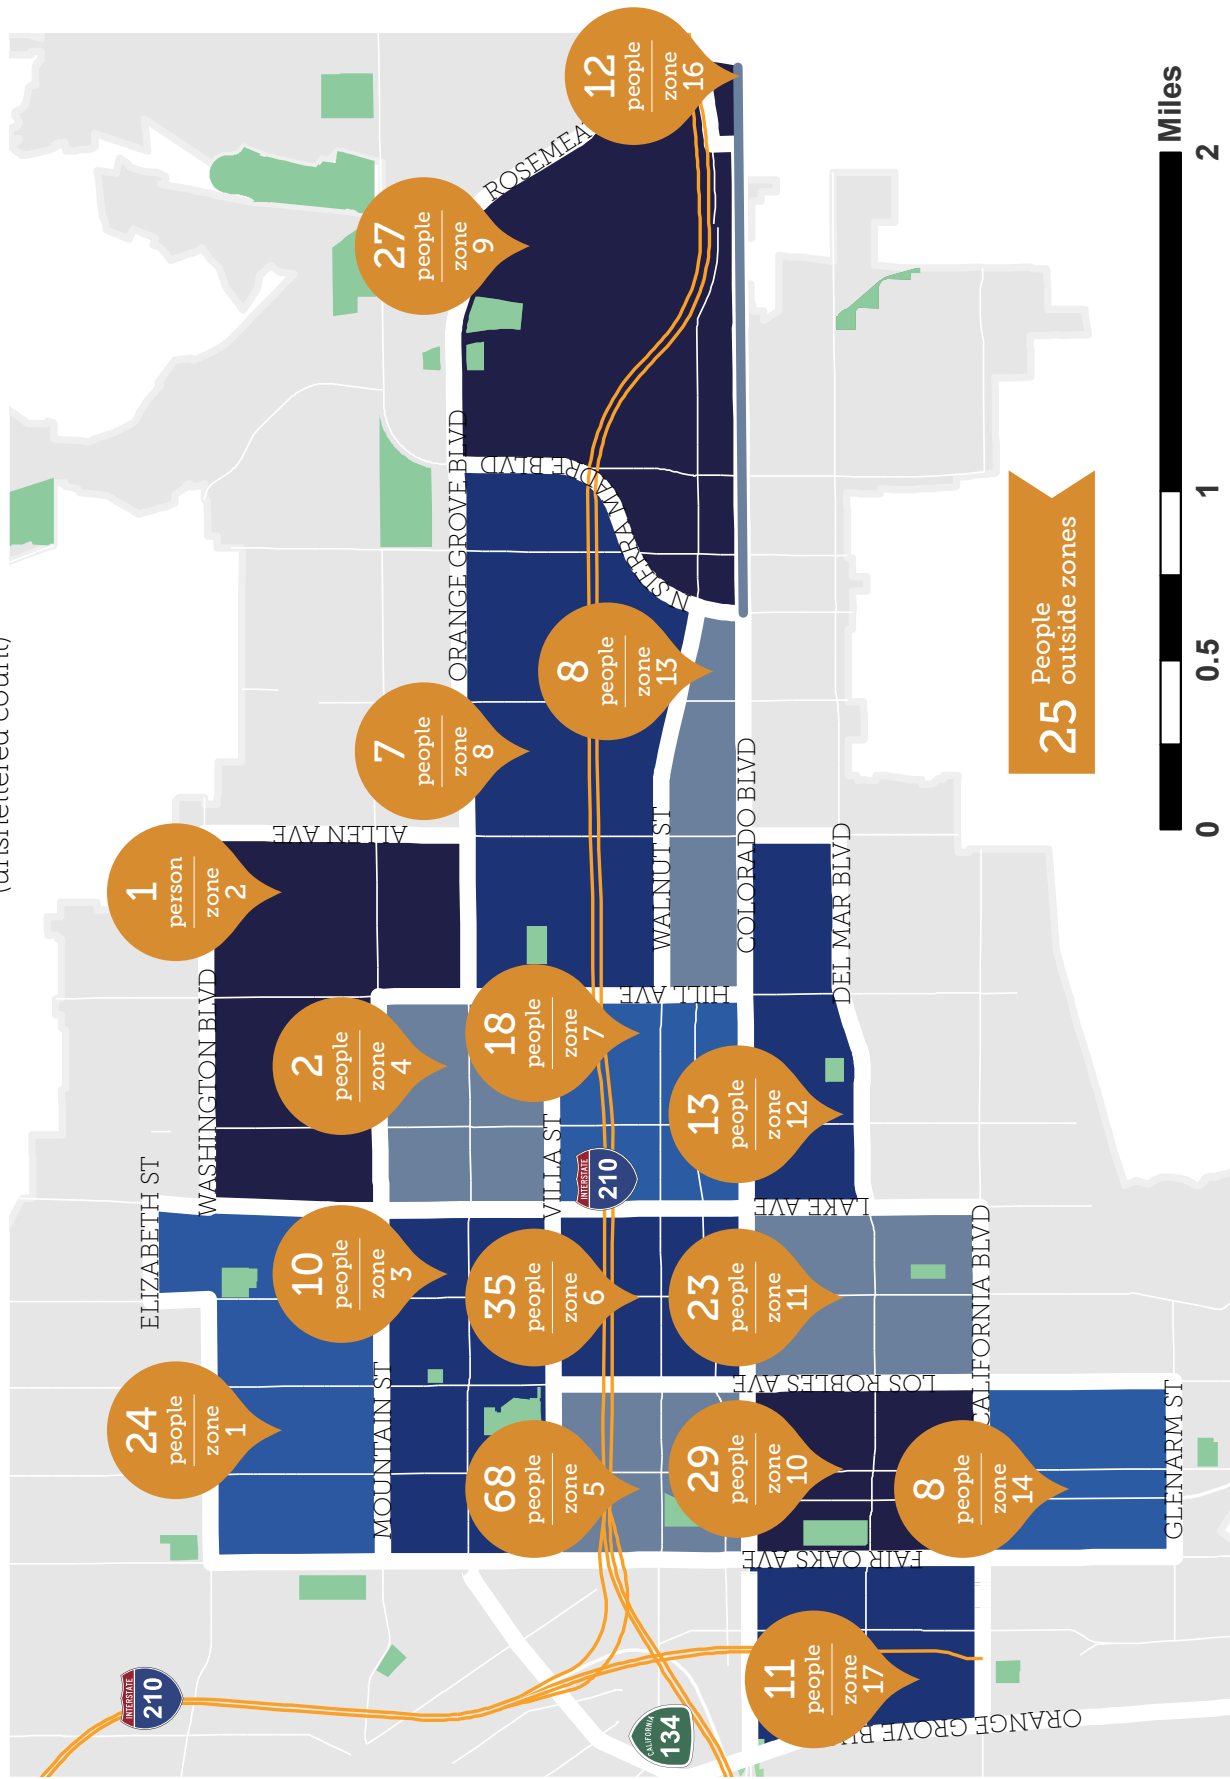 (unsheltered count)
ELIZABETH ST
WASHINGTON BLVD
24
people
zone
1
1
person
zone
2
INTERSTATE
210
10
people
zone
3
2
people
zone
4
ALLEN AVE
MOUNTAIN ST
ORANGE GROVE BLVD
7
people
zone
8
27
people
zone
9
68
people
zone
5
35
people
zone
6
18
people
zone
7
VILLA ST
INTERSTATE
210
8
people
zone
13
12
people
zone
16
N SIERRA MADRE BLVD
HILL AVE
WALNUT ST
CALIFORNIA
134
29
people
zone
10
23
people
zone
11
13
people
zone
12
COLORADO BLVD
FAIR OAKS AVE
LOS ROBLES AVE
LAKE AVE
DEL MAR BLVD
11
people
zone
17
8
people
zone
14
CALIFORNIA BLVD
GLENARM ST
25 People
outside zones
Miles
0
0.5
1
2